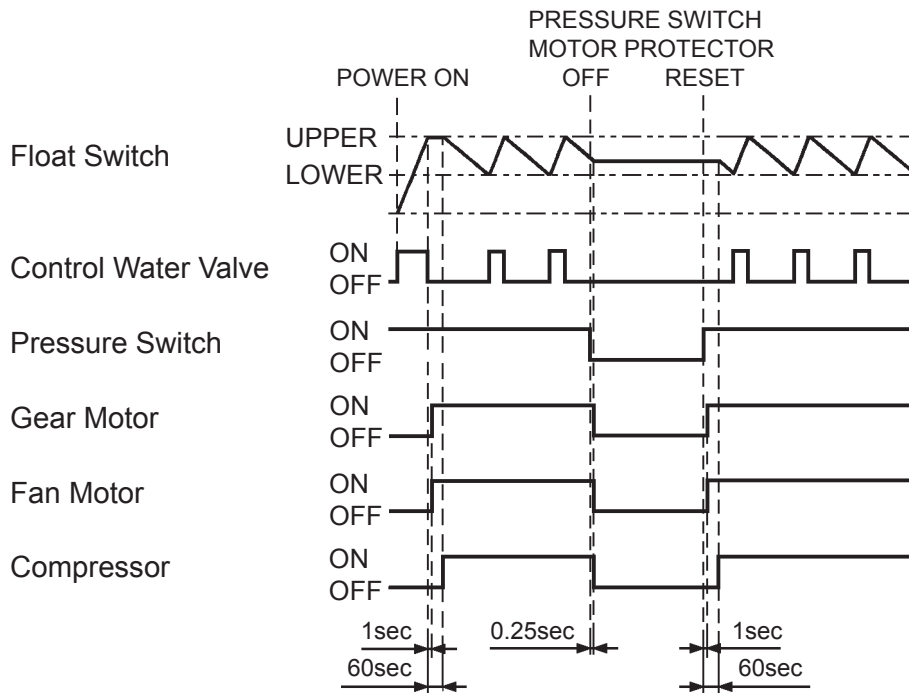 PRESSURE SWITCH
MOTOR PROTECTOR
POWER ON OFF RESET
Float Switch
UPPER
LOWER
Control Water Valve
ON
OFF
Pressure Switch
ON
OFF
Gear Motor
ON
OFF
Fan Motor
ON
OFF
Compressor
ON
OFF
1sec 0.25sec 1sec
60sec 60sec